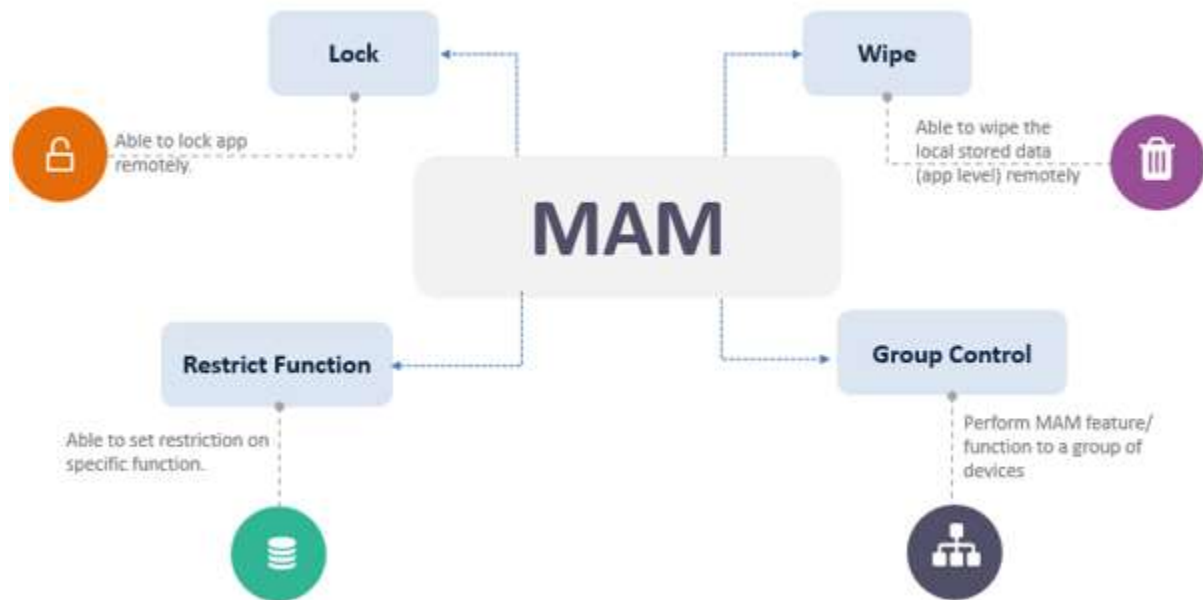 Lock
Able to lock app
remotely.
Wipe
Able to wipe the
local stored data
(app level) remotely
MAM
Restrict Function
Able to set restriction on
specific function.
Group Control
Perform MAM feature/
function to a group of
devices